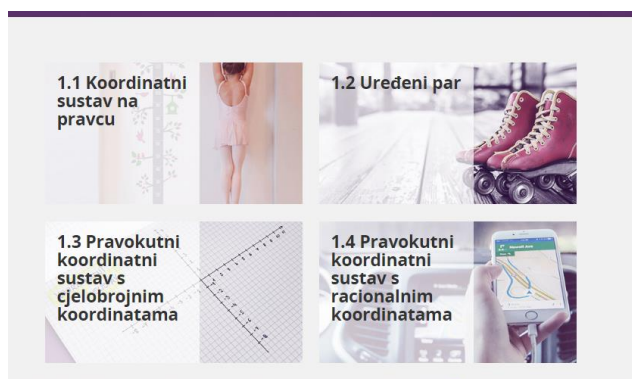 1.1 Koordinatni
sustav na
pravcu
1.2 Uređeni par
1.3 Pravokutni
koordinatni
sustav s
cjelobrojnim
koordinatama
1.4 Pravokutni
koordinatni
sustav s
racionalnim
koordinatama